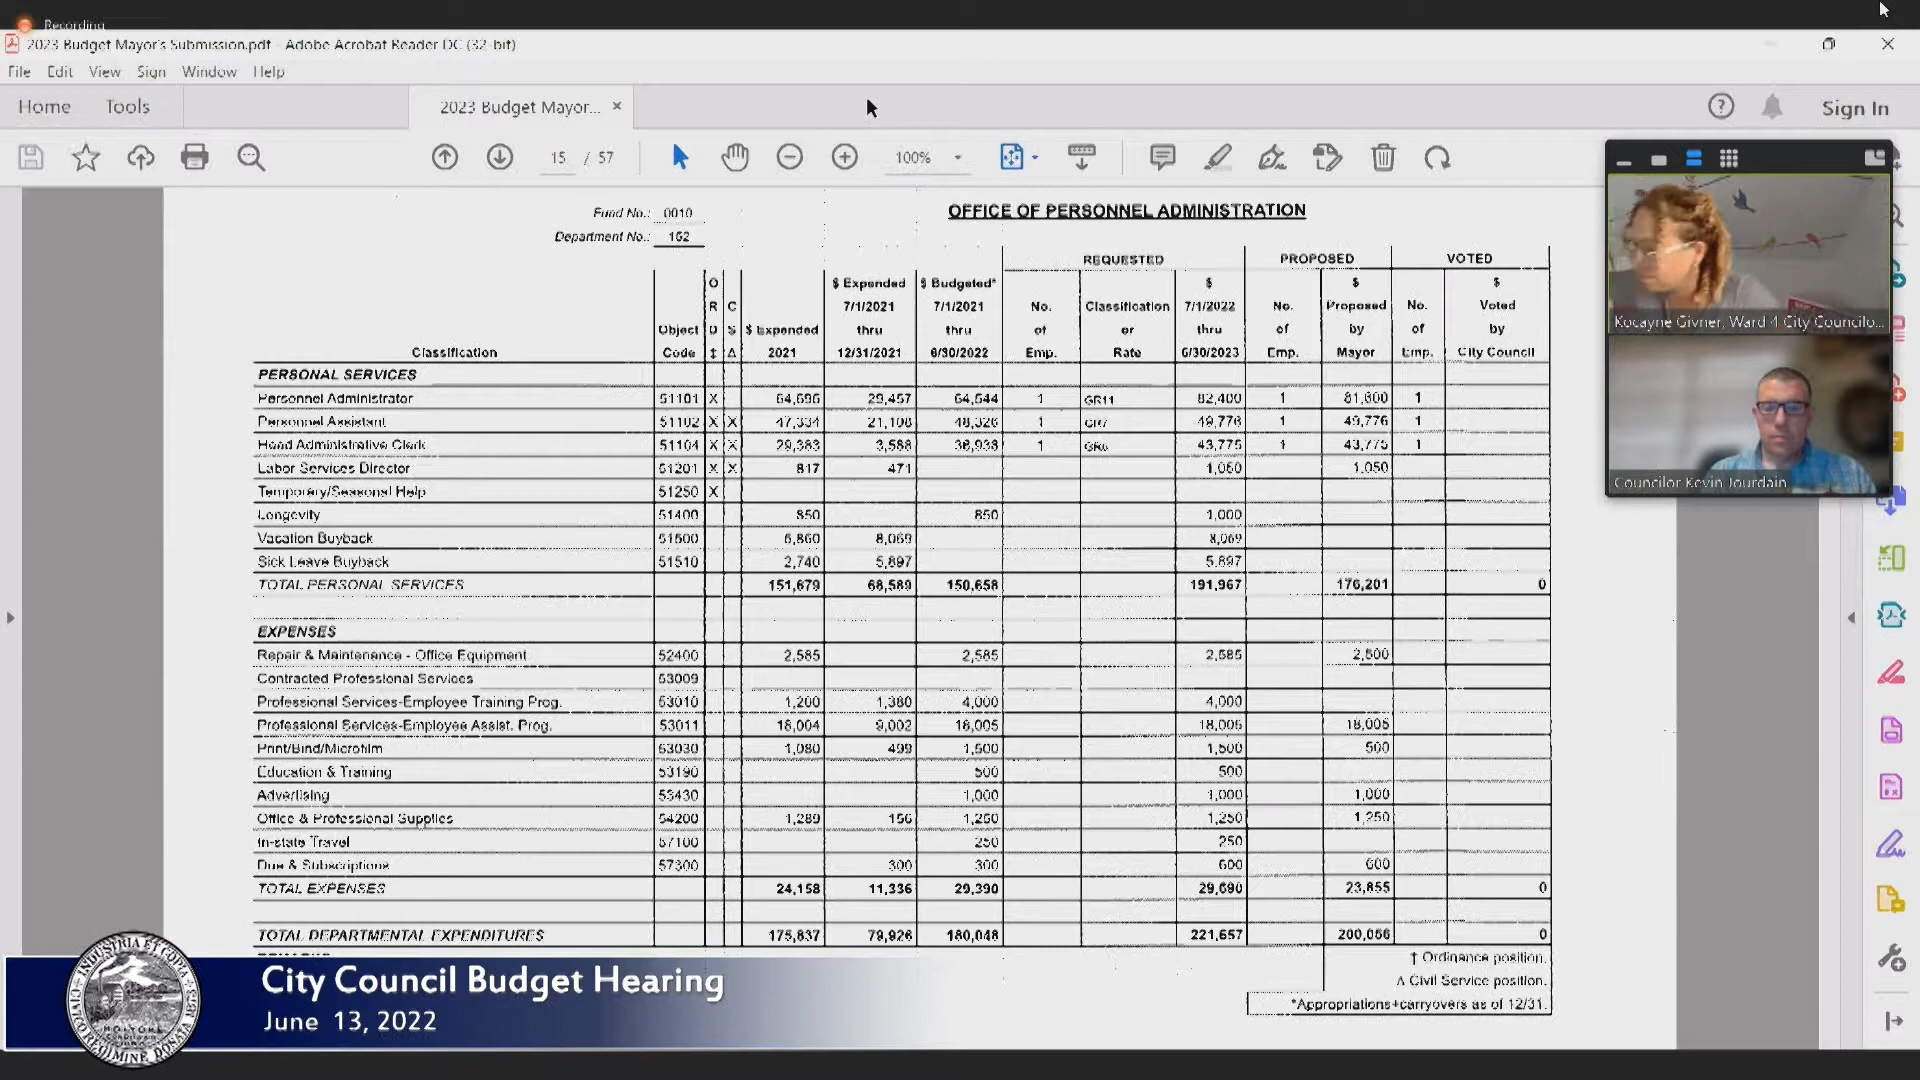 Recording
2023 Budget Mayor's Submission.pdf - Adobe Acrobat Reader DC (32-bit)
File Edit View Sign Window Help
Home Tools 2023 Budget Mayor... × Sign In
15 / 57 100%
Fund No.: 0010 OFFICE OF PERSONNEL ADMINISTRATION
Department No.: 152
REQUESTED PROPOSED VOTED
O $ Expended $ Budgeted* $ $ $
R C 7/1/2021 7/1/2021 No. Classification 7/1/2022 No. Proposed No. Voted
Object D S $ Expended thru thru of or thru of by of by
Classification Code ‡ Δ 2021 12/31/2021 6/30/2022 Emp. Rate 6/30/2023 Emp. Mayor Emp. City Council
PERSONAL SERVICES
Personnel Administrator 51101 X 64,696 29,457 64,544 1 GR11 82,400 1 81,600 1
Personnel Assistant 51102 X X 47,334 21,108 48,326 1 GR7 49,776 1 49,776 1
Head Administrative Clerk 51104 X X 29,383 3,588 36,938 1 GR6 43,775 1 43,775 1
Labor Services Director 51201 X X 817 471 1,050 1,050
Temporary/Seasonal Help 51250 X
Longevity 51400 850 850 1,000
Vacation Buyback 51500 5,860 8,069 8,069
Sick Leave Buyback 51510 2,740 5,897 5,897
TOTAL PERSONAL SERVICES 151,679 68,589 150,658 191,967 176,201 0
EXPENSES
Repair & Maintenance - Office Equipment 52400 2,585 2,585 2,585 2,500
Contracted Professional Services 53009
Professional Services-Employee Training Prog. 53010 1,200 1,380 4,000 4,000
Professional Services-Employee Assist. Prog. 53011 18,004 9,002 18,005 18,005 18,005
Print/Bind/Microfilm 53030 1,080 499 1,500 1,500 500
Education & Training 53190 500 500
Advertising 53430 1,000 1,000 1,000
Office & Professional Supplies 54200 1,289 156 1,250 1,250 1,250
In-state Travel 57100 250 250
Due & Subscriptions 57300 300 300 600 600
TOTAL EXPENSES 24,158 11,336 29,390 29,690 23,855 0
TOTAL DEPARTMENTAL EXPENDITURES 175,837 79,926 180,048 221,657 200,056 0
† Ordinance position.
Δ Civil Service position.
*Appropriations+carryovers as of 12/31.
Kocayne Givner, Ward 4 City Councilo...
Councilor Kevin Jourdain
City Council Budget Hearing
June 13, 2022